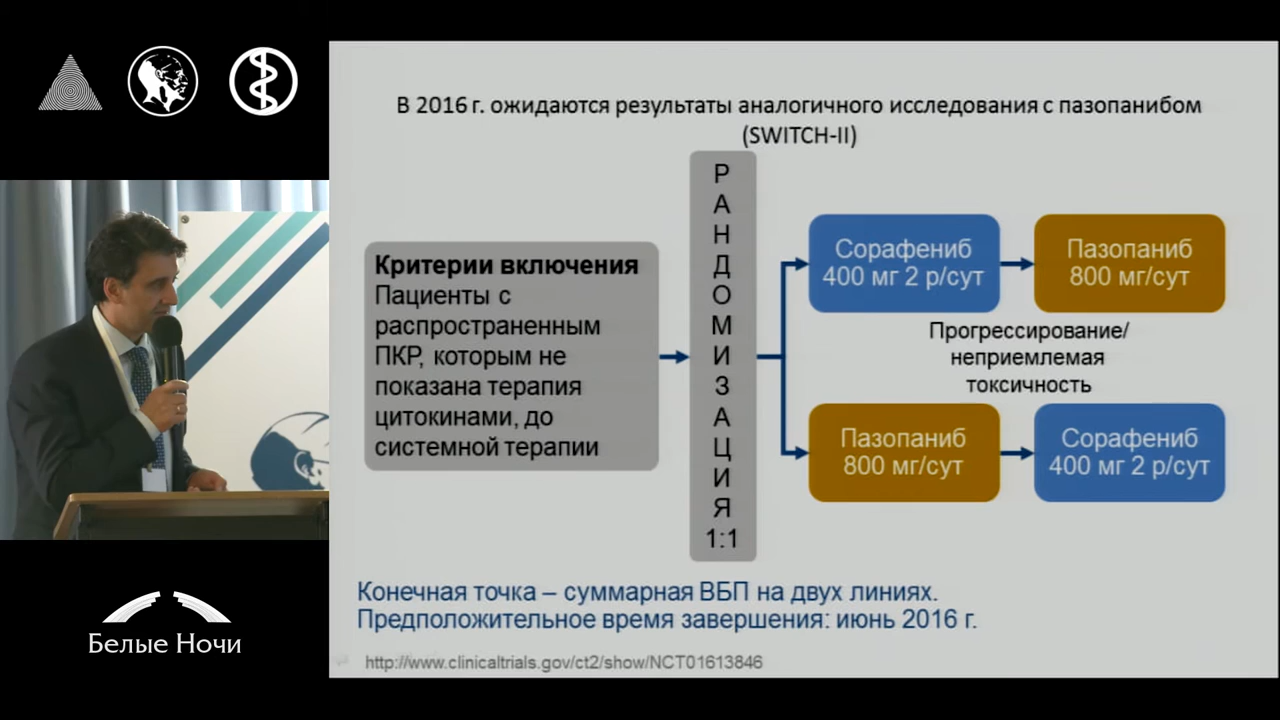 В 2016 г. ожидаются результаты аналогичного исследования с пазопанибом
(SWITCH-II)
Критерии включения
Пациенты с
распространенным
ПКР, которым не
показана терапия
цитокинами, до
системной терапии
Р
А
Н
Д
О
М
И
З
А
Ц
И
Я
1:1
Сорафениб
400 мг 2 р/сут
Пазопаниб
800 мг/сут
Прогрессирование/
неприемлемая
токсичность
Пазопаниб
800 мг/сут
Сорафениб
400 мг 2 р/сут
Конечная точка – суммарная ВБП на двух линиях.
Предположительное время завершения: июнь 2016 г.
http://www.clinicaltrials.gov/ct2/show/NCT01613846
Белые Ночи